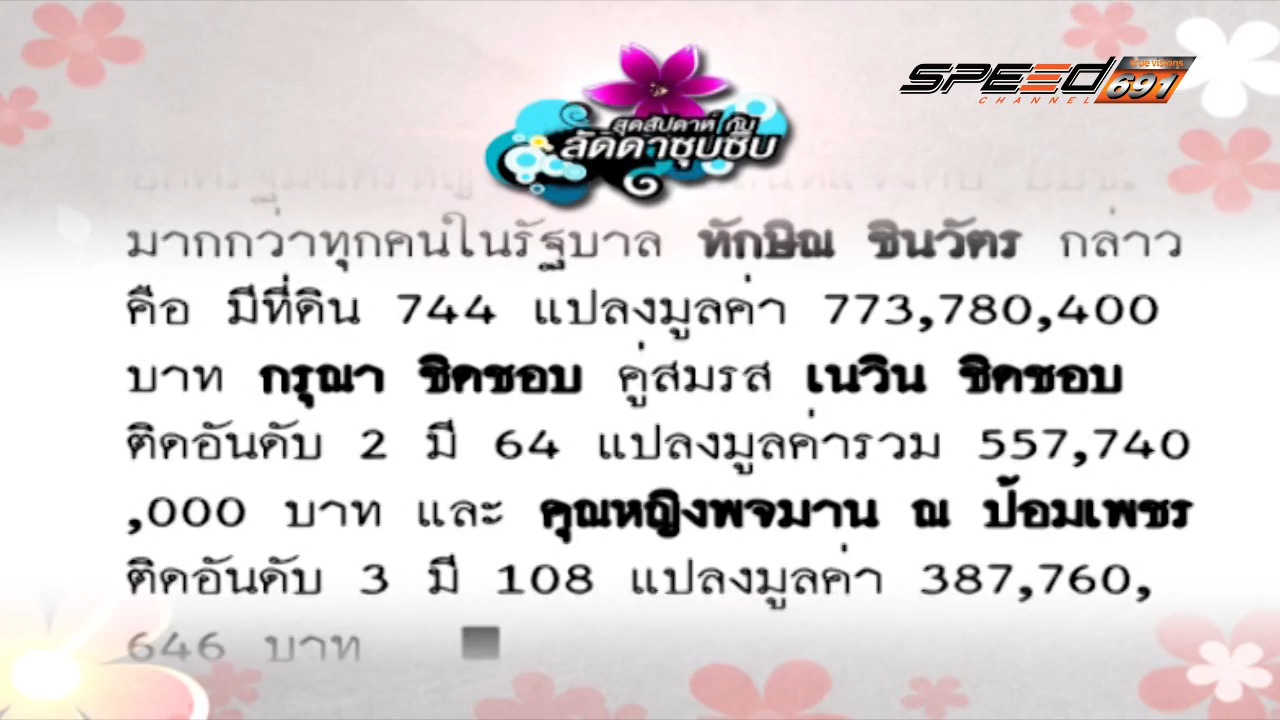 SPEED
true visions
691
CHANNEL
สุดสัปดาห์ กับ
ลัดดาซุบซิบ
มากกว่าทุกคนในรัฐบาล ทักษิณ ชินวัตร กล่าว
คือ มีที่ดิน 744 แปลงมูลค่า 773,780,400
บาท กรุณา ชิดชอบ คู่สมรส เนวิน ชิดชอบ
ติดอันดับ 2 มี 64 แปลงมูลค่ารวม 557,740
,000 บาท และ คุณหญิงพจมาน ณ ป้อมเพชร
ติดอันดับ 3 มี 108 แปลงมูลค่า 387,760,
646 บาท